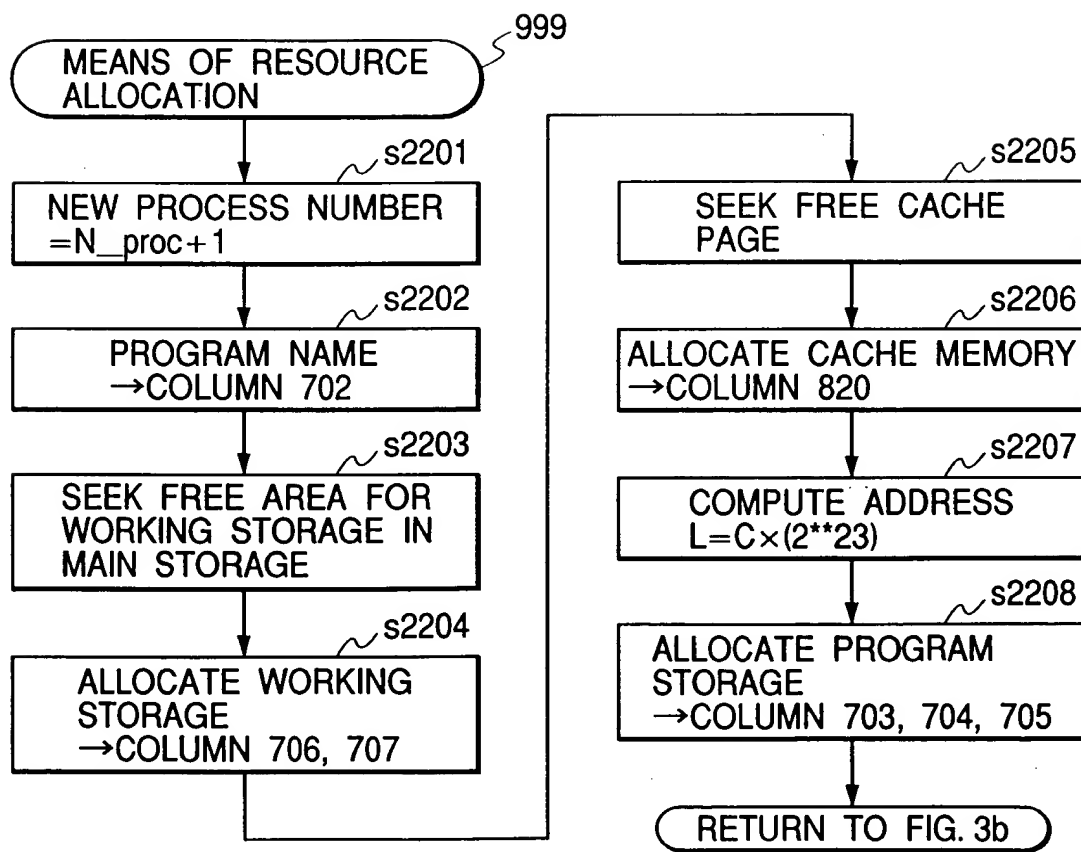 999
MEANS OF RESOURCE
ALLOCATION
s2201
NEW PROCESS NUMBER
=N_proc+1
s2202
PROGRAM NAME
→COLUMN 702
s2203
SEEK FREE AREA FOR
WORKING STORAGE IN
MAIN STORAGE
s2204
ALLOCATE WORKING
STORAGE
→COLUMN 706, 707
s2205
SEEK FREE CACHE
PAGE
s2206
ALLOCATE CACHE MEMORY
→COLUMN 820
s2207
COMPUTE ADDRESS
L=C×(2**23)
s2208
ALLOCATE PROGRAM
STORAGE
→COLUMN 703, 704, 705
RETURN TO FIG. 3b